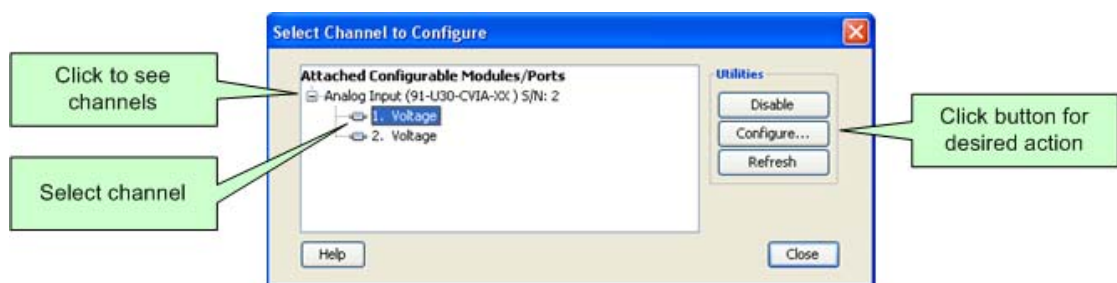 Select Channel to Configure
Click to see
channels
Attached Configurable Modules/Ports
Analog Input (91-U30-CVIA-XX ) S/N: 2
1. Voltage
2. Voltage
Select channel
Utilities
Disable
Configure...
Refresh
Click button for
desired action
Help
Close